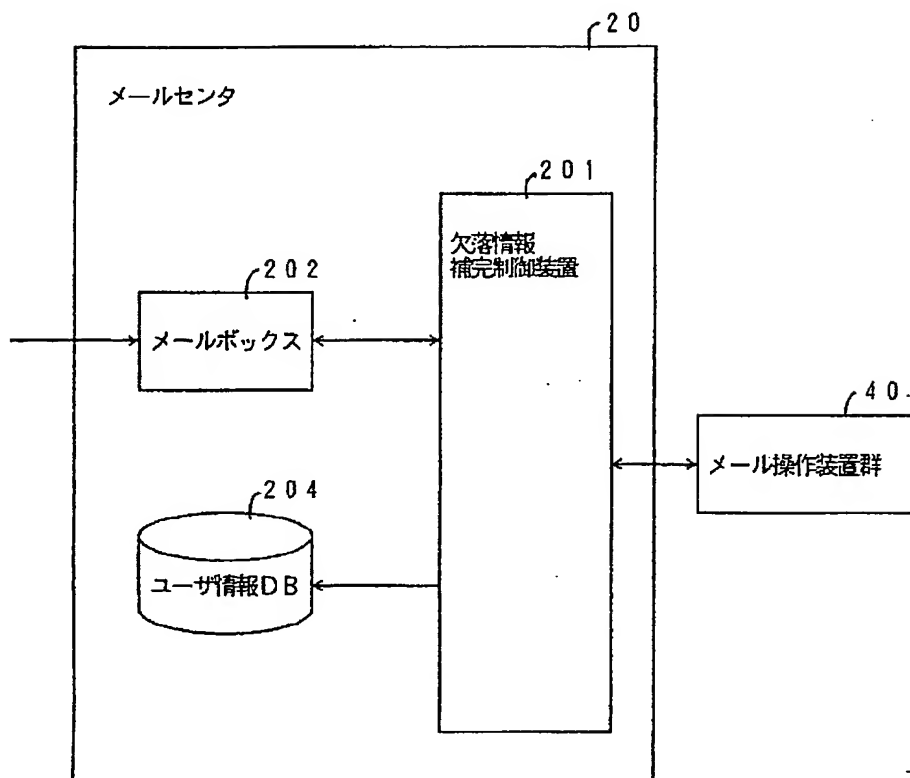 ２０
メールセンタ
２０１
欠落情報
補完制御装置
２０２
メールボックス
４０
メール操作装置群
２０４
ユーザ情報ＤＢ